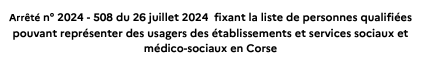 Arrêté n° 2024 - 508 du 26 juillet 2024 fixant la liste de personnes qualifiées
pouvant représenter des usagers des établissements et services sociaux et
médico-sociaux en Corse